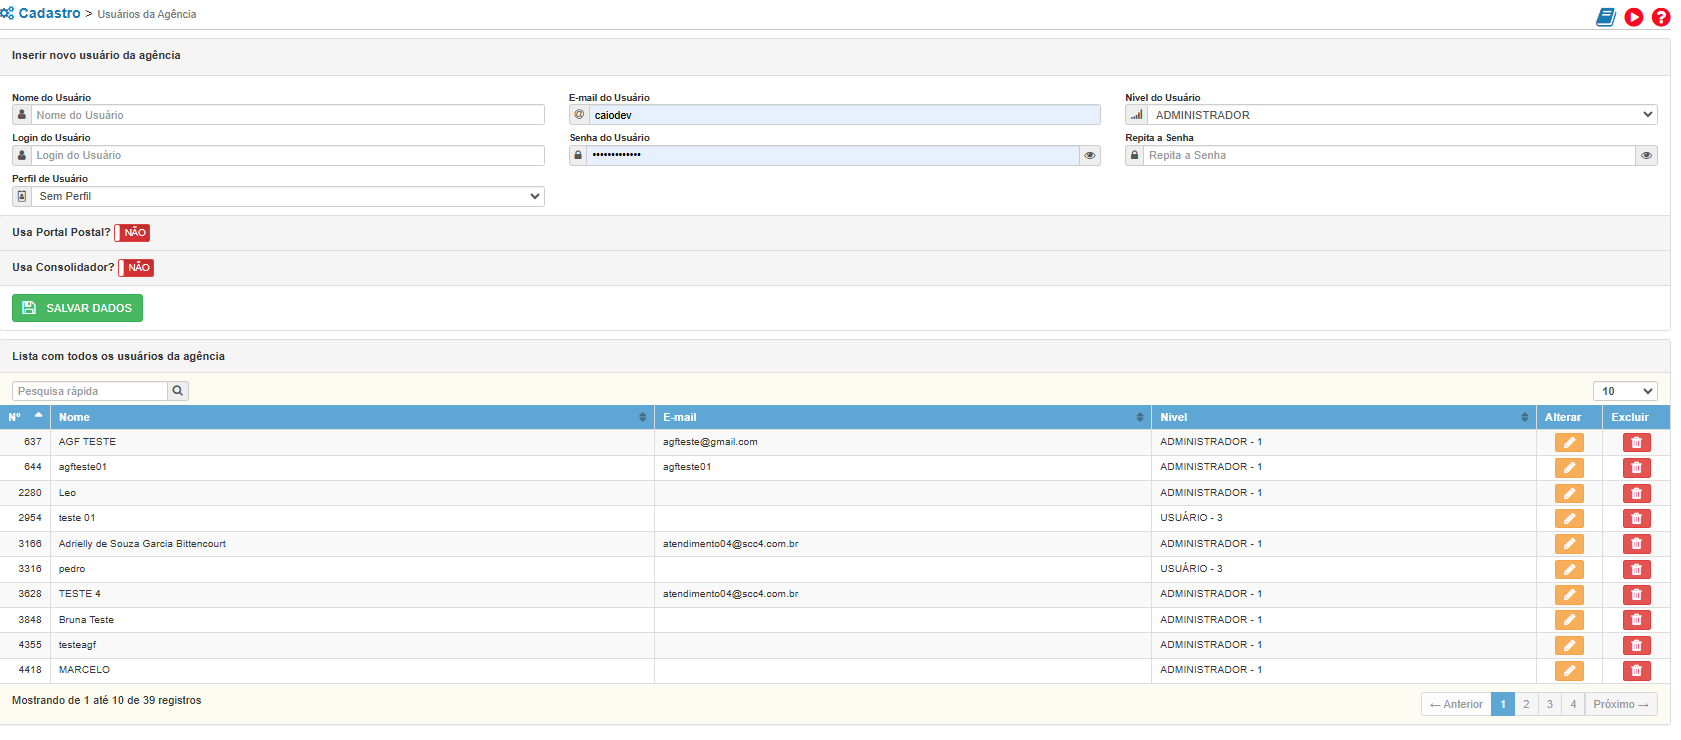 Cadastro > Usuários da Agência
Inserir novo usuário da agência
Nome do Usuário
Nome do Usuário
E-mail do Usuário
@ caiodev
Nível do Usuário
ADMINISTRADOR
Login do Usuário
Login do Usuário
Senha do Usuário
•••••••••••••
Repita a Senha
Repita a Senha
Perfil de Usuário
Sem Perfil
Usa Portal Postal? NÃO
Usa Consolidador? NÃO
SALVAR DADOS
Lista com todos os usuários da agência
Pesquisa rápida
10
Nº Nome E-mail Nivel Alterar Excluir
637 AGF TESTE agfteste@gmail.com ADMINISTRADOR - 1
644 agfteste01 agfteste01 ADMINISTRADOR - 1
2280 Leo ADMINISTRADOR - 1
2954 teste 01 USUÁRIO - 3
3166 Adrielly de Souza Garcia Bittencourt atendimento04@scc4.com.br ADMINISTRADOR - 1
3316 pedro USUÁRIO - 3
3628 TESTE 4 atendimento04@scc4.com.br ADMINISTRADOR - 1
3848 Bruna Teste ADMINISTRADOR - 1
4355 testeagf ADMINISTRADOR - 1
4418 MARCELO ADMINISTRADOR - 1
Mostrando de 1 até 10 de 39 registros
← Anterior 1 2 3 4 Próximo →